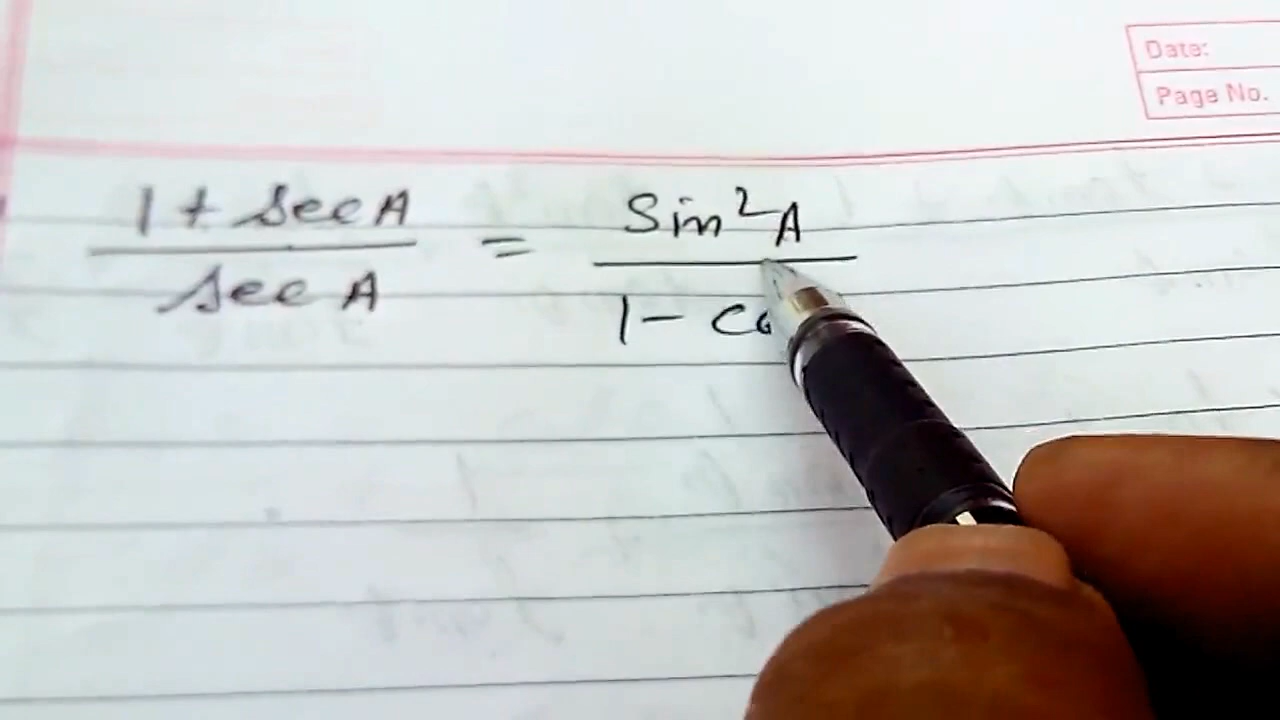 Date:
Page No.
1 + sec A / sec A = Sin²A / 1 -